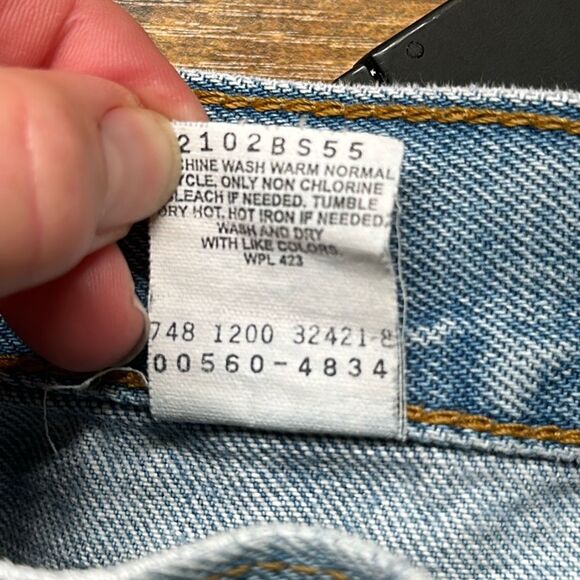 2102BS55
CHINE WASH WARM NORMAL
YCLE. ONLY NON CHLORINE
BLEACH IF NEEDED. TUMBLE
DRY HOT. HOT IRON IF NEEDED.
WASH AND DRY
WITH LIKE COLORS.
WPL 423
748 1200 32421-8
00560-4834